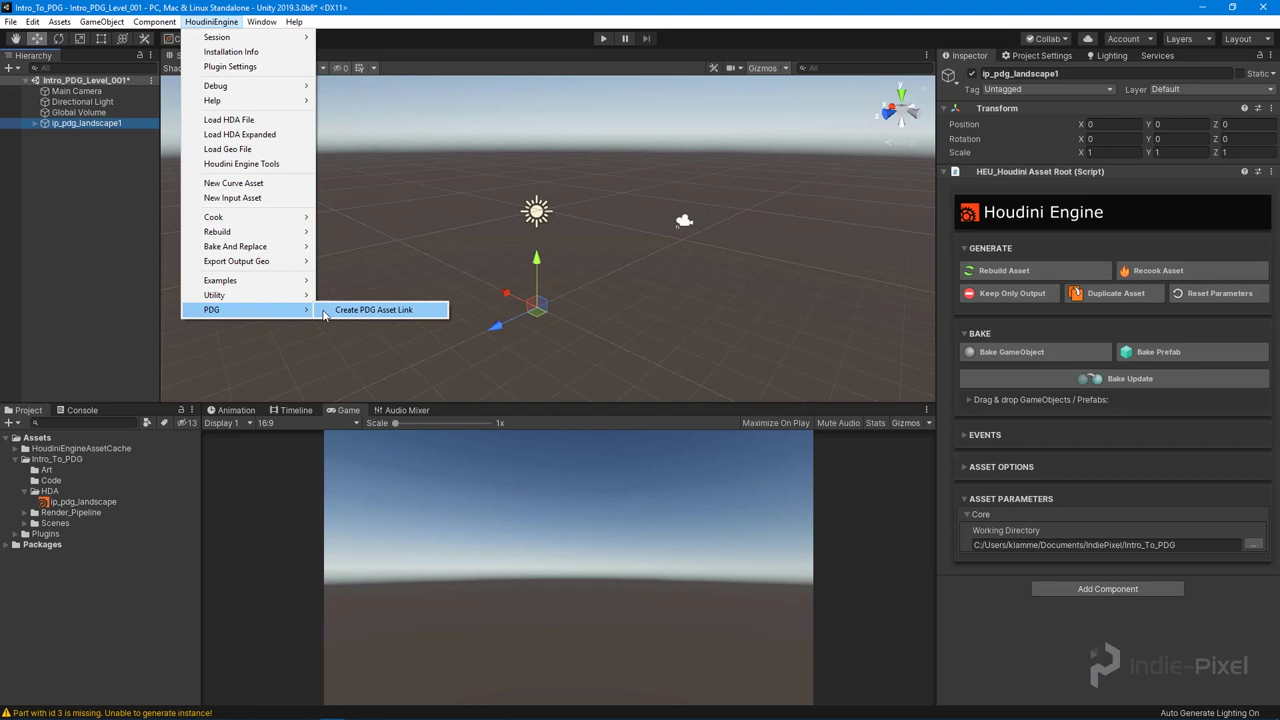 Intro_To_PDG - Intro_PDG_Level_001 - PC, Mac & Linux Standalone - Unity 2019.3.0b8* <DX11>
File Edit Assets GameObject Component HoudiniEngine Window Help
Collab Account Layers Layout
Hierarchy
All
Intro_PDG_Level_001*
Main Camera
Directional Light
Global Volume
ip_pdg_landscape1
Session
Installation Info
Plugin Settings
Debug
Help
Load HDA File
Load HDA Expanded
Load Geo File
Houdini Engine Tools
New Curve Asset
New Input Asset
Cook
Rebuild
Bake And Replace
Export Output Geo
Examples
Utility
PDG
Create PDG Asset Link
0 Gizmos All
y
x
z
Persp
Inspector Project Settings Lighting Services
ip_pdg_landscape1 Static
Tag Untagged Layer Default
Transform
Position X 0 Y 0 Z 0
Rotation X 0 Y 0 Z 0
Scale X 1 Y 1 Z 1
HEU_Houdini Asset Root (Script)
Houdini Engine
GENERATE
Rebuild Asset Recook Asset
Keep Only Output Duplicate Asset Reset Parameters
BAKE
Bake GameObject Bake Prefab
Bake Update
Drag & drop GameObjects / Prefabs:
EVENTS
ASSET OPTIONS
ASSET PARAMETERS
Core
Working Directory
C:/Users/klamme/Documents/IndiePixel/Intro_To_PDG ...
Add Component
Project Console
13
Assets
HoudiniEngineAssetCache
Intro_To_PDG
Art
Code
HDA
ip_pdg_landscape
Render_Pipeline
Scenes
Plugins
Packages
Animation Timeline Game Audio Mixer
Display 1 16:9 Scale 1x Maximize On Play Mute Audio Stats Gizmos
Indie-Pixel
Part with id 3 is missing. Unable to generate instance!
Auto Generate Lighting On